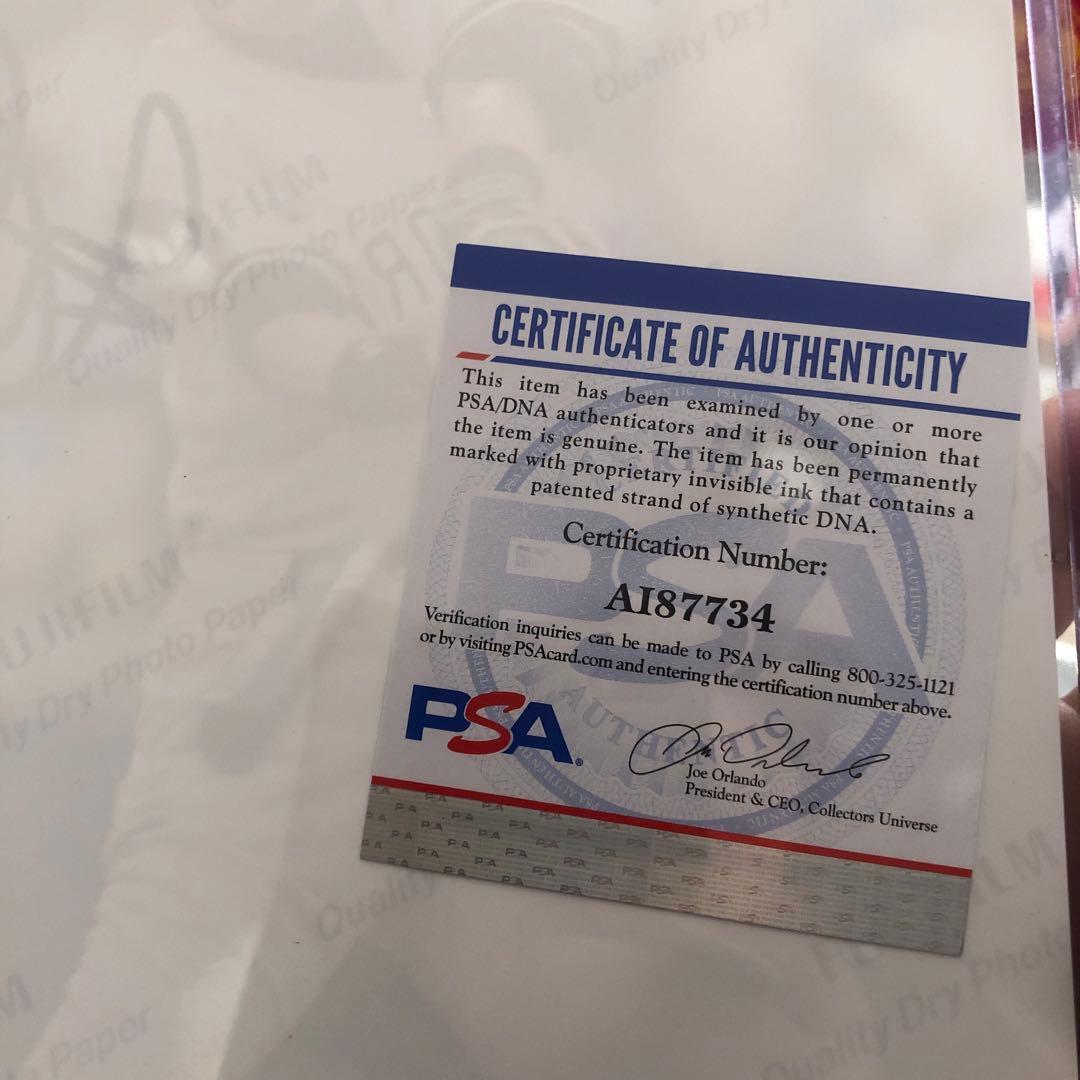 CERTIFICATE OF AUTHENTICITY
This item has been examined by one or more
PSA/DNA authenticators and it is our opinion that
the item is genuine. The item has been permanently
marked with proprietary invisible ink that contains a
patented strand of synthetic DNA.
Certification Number:
AI87734
Verification inquiries can be made to PSA by calling 800-325-1121
or by visiting PSAcard.com and entering the certification number above.
PSA
Joe Orlando
President & CEO, Collectors Universe
AUTHENTIC
FUJIFILM
Quality Dry Photo Paper
FUJIFILM
Quality Dry Photo Paper
Quality Dry